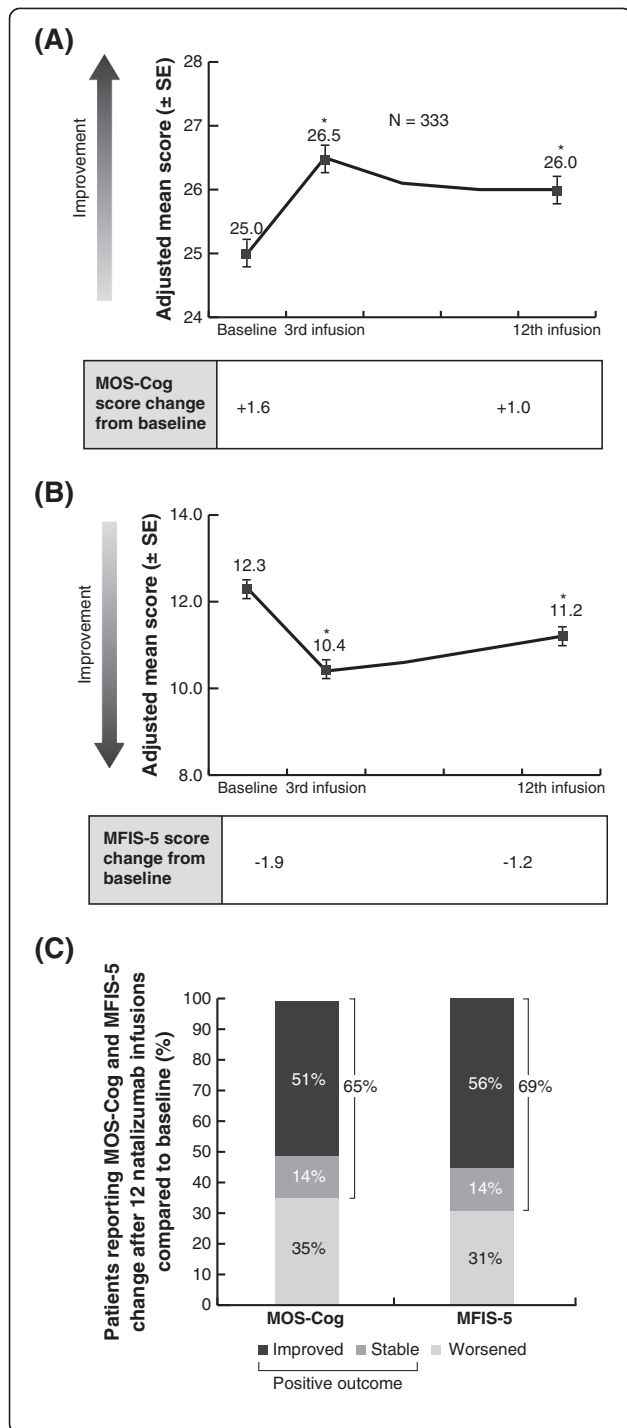 (A)
Improvement
Adjusted mean score (± SE)
28
27
26
25
24
25.0
*
26.5
N = 333
*
26.0
Baseline 3rd infusion 12th infusion
MOS-Cog
score change
from baseline
+1.6 +1.0
(B)
Improvement
Adjusted mean score (± SE)
14.0
12.0
10.0
8.0
12.3
*
10.4
*
11.2
Baseline 3rd infusion 12th infusion
MFIS-5 score
change from
baseline
-1.9 -1.2
(C)
Patients reporting MOS-Cog and MFIS-5
change after 12 natalizumab infusions
compared to baseline (%)
100
90
80
70
60
50
40
30
20
10
0
51%
14%
35%
65%
56%
14%
31%
69%
MOS-Cog MFIS-5
Improved Stable Worsened
Positive outcome